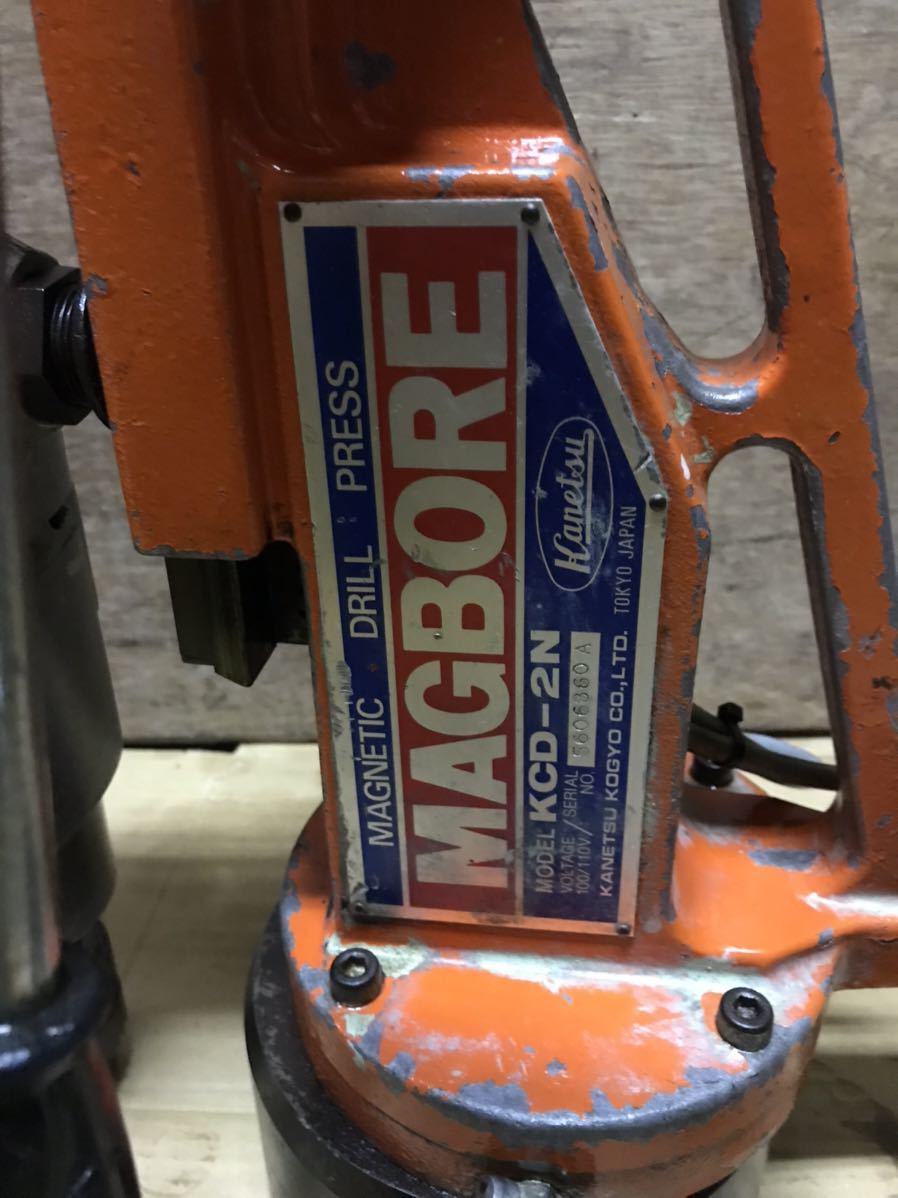 MAGNETIC DRILL PRESS
MAGBORE
Kanetsu
MODEL KCD-2N
VOLTAGE/SERIAL
100/110V/ NO. 5606360A
KANETSU KOGYO CO.,LTD. TOKYO JAPAN